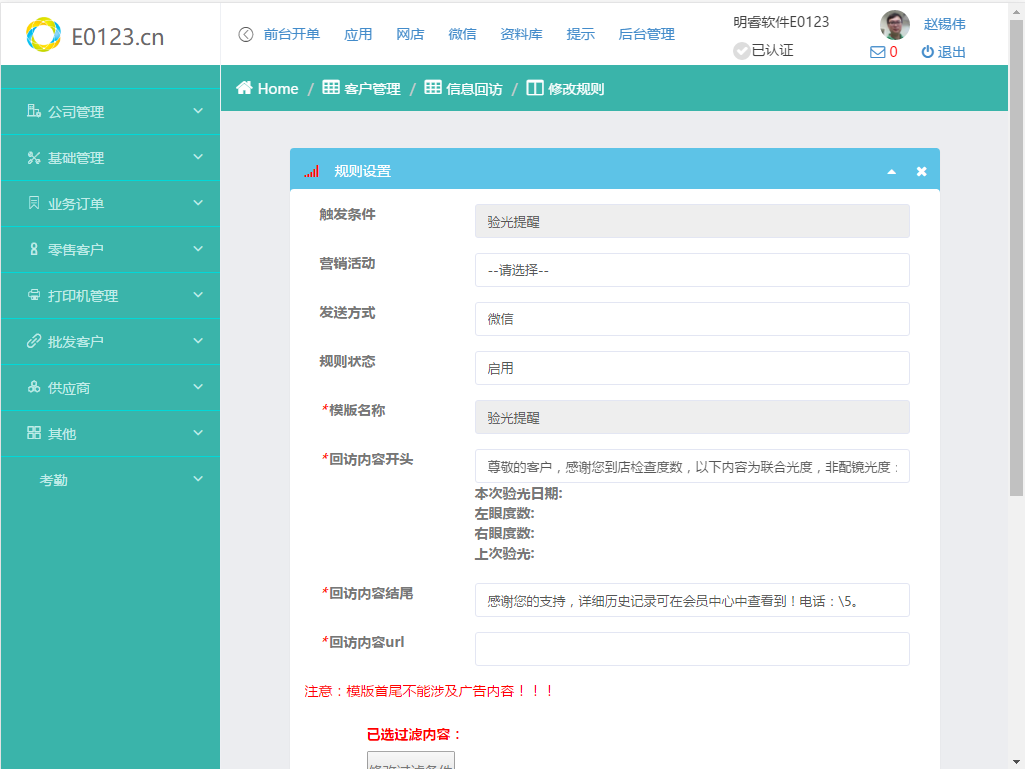 E0123.cn
前台开单 应用 网店 微信 资料库 提示 后台管理
明睿软件E0123
已认证
赵锡伟
0 退出
Home / 客户管理 / 信息回访 / 修改规则
公司管理
基础管理
业务订单
零售客户
打印机管理
批发客户
供应商
其他
考勤
规则设置
触发条件 验光提醒
营销活动 --请选择--
发送方式 微信
规则状态 启用
*模版名称 验光提醒
*回访内容开头 尊敬的客户，感谢您到店检查度数，以下内容为联合光度，非配镜光度：
本次验光日期:
左眼度数:
右眼度数:
上次验光:
*回访内容结尾 感谢您的支持，详细历史记录可在会员中心中查看到！电话：\5。
*回访内容url
注意：模版首尾不能涉及广告内容！！！
已选过滤内容：
修改过滤条件